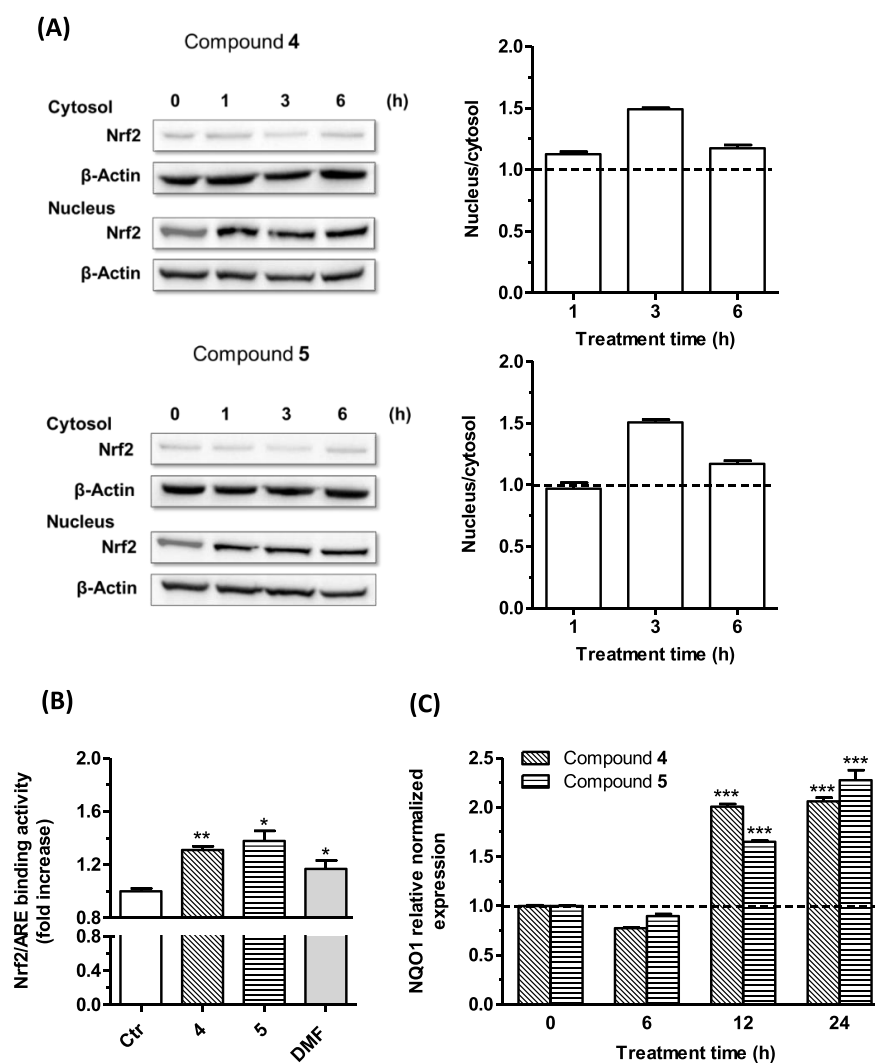 (A)
Compound 4
0 1 3 6 (h)
Cytosol
Nrf2
β-Actin
Nucleus
Nrf2
β-Actin
2.0
1.5
1.0
0.5
0.0
Nucleus/cytosol
1 3 6
Treatment time (h)
Compound 5
0 1 3 6 (h)
Cytosol
Nrf2
β-Actin
Nucleus
Nrf2
β-Actin
2.0
1.5
1.0
0.5
0.0
Nucleus/cytosol
1 3 6
Treatment time (h)
(B)
Nrf2/ARE binding activity
(fold increase)
2.0
1.6
1.2
0.8
0.8
0.4
0.0
** * *
Ctr 4 5 DMF
(C)
NQO1 relative normalized
expression
2.5
2.0
1.5
1.0
0.5
0.0
Compound 4
Compound 5
*** *** *** ***
0 6 12 24
Treatment time (h)